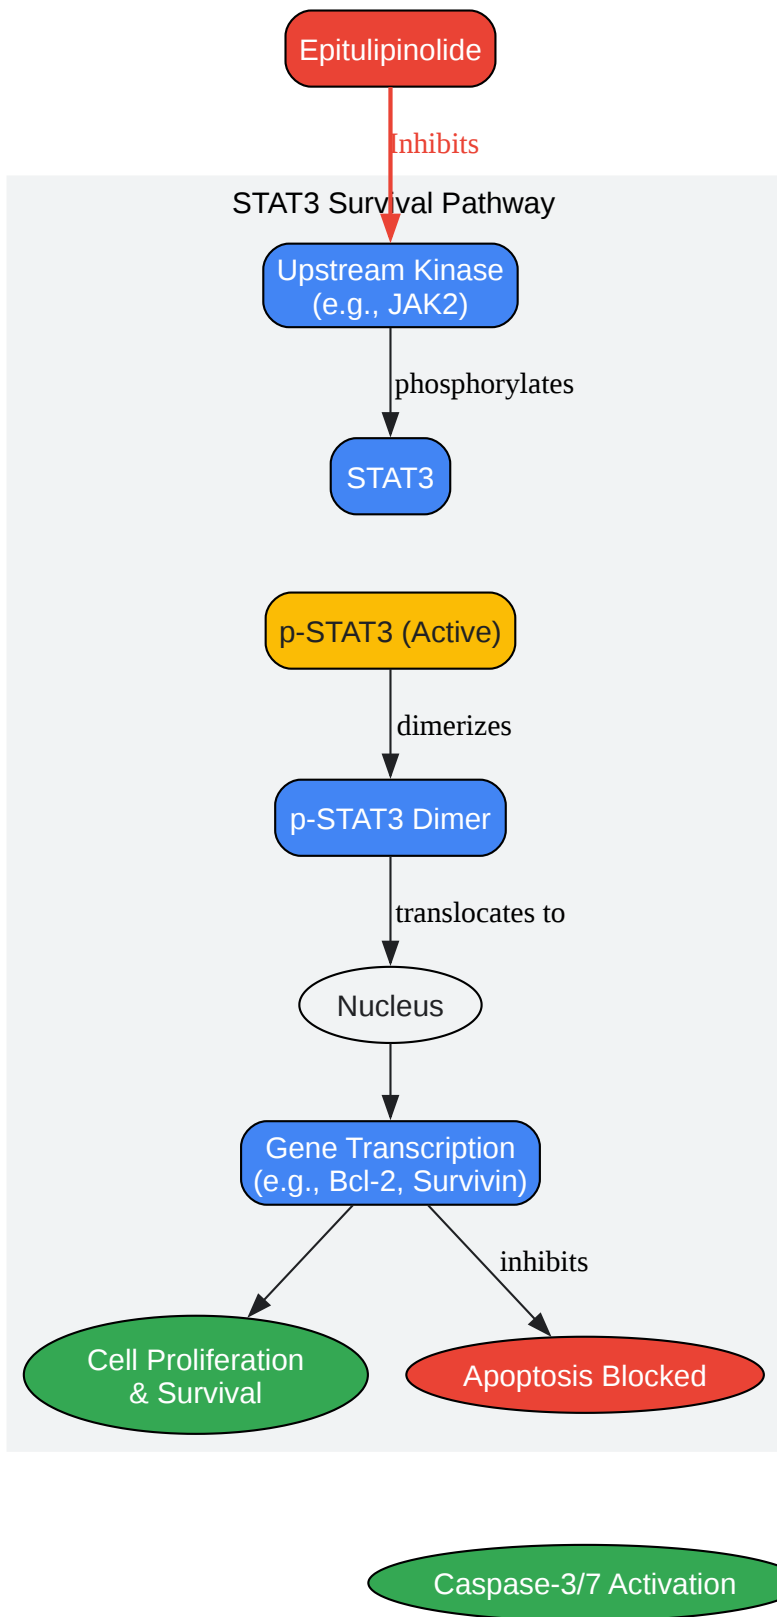 Epitulipinolide
Inhibits
STAT3 Survival Pathway
Upstream Kinase
(e.g., JAK2)
phosphorylates
STAT3
p-STAT3 (Active)
dimerizes
p-STAT3 Dimer
translocates to
Nucleus
Gene Transcription
(e.g., Bcl-2, Survivin)
inhibits
Cell Proliferation
& Survival
Apoptosis Blocked
Caspase-3/7 Activation